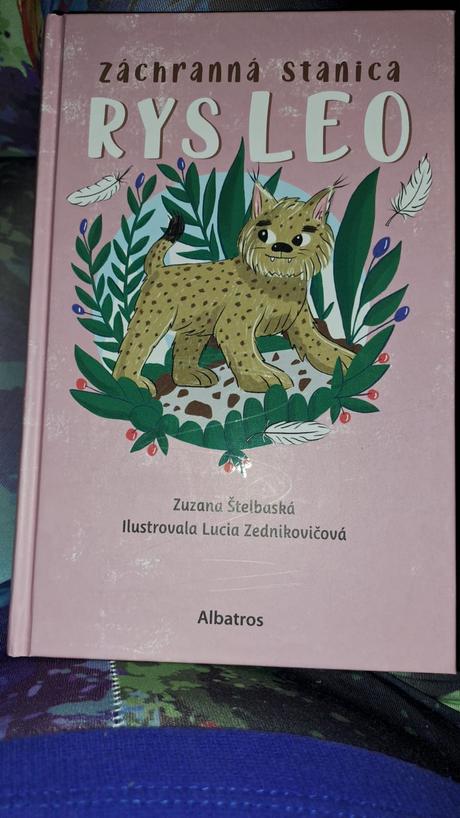 Záchranná stanica
RYS LEO
Zuzana Štelbaská
Ilustrovala Lucia Zednikovičová
Albatros